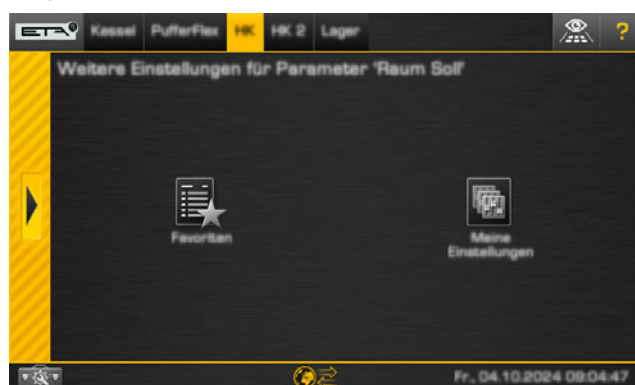 ETA Kessel PufferFlex HK HK 2 Lager ?
Weitere Einstellungen für Parameter 'Raum Soll'
Favoriten
Meine
Einstellungen
Fr., 04.10.2024 09:04:47